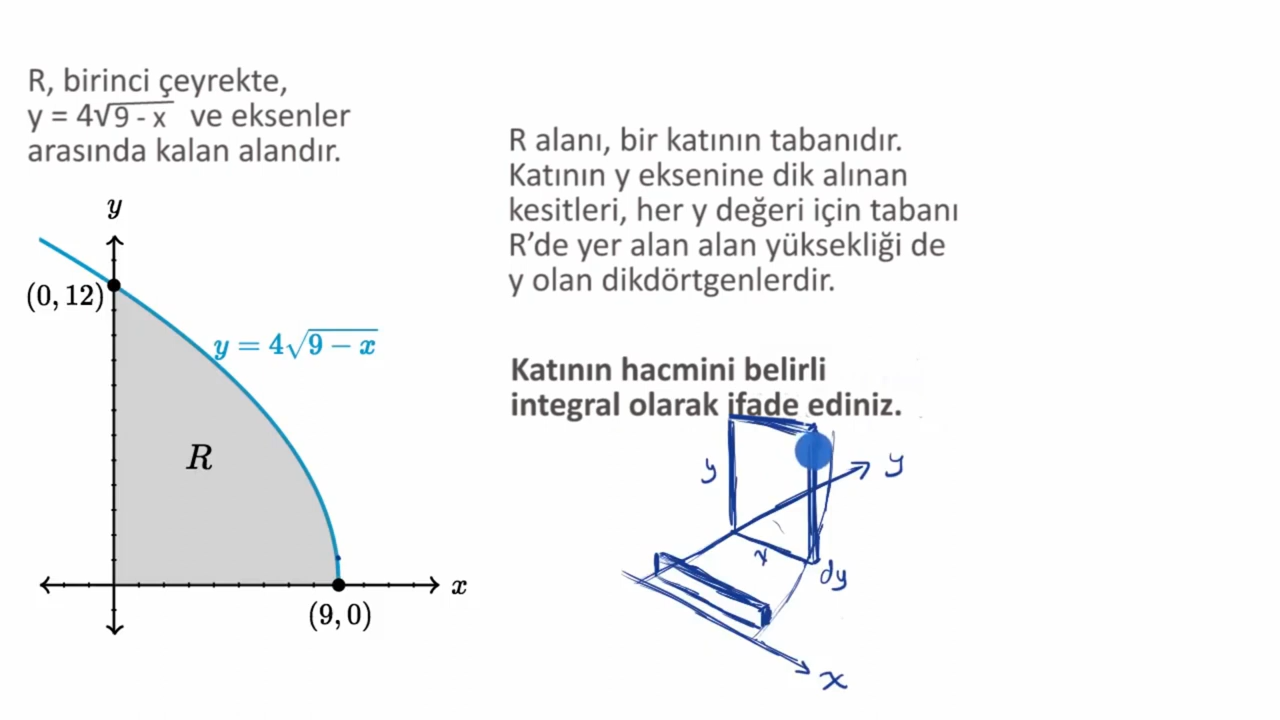 R, birinci çeyrekte,
y = 4√9 - x ve eksenler
arasında kalan alandır.
R alanı, bir katının tabanıdır.
Katının y eksenine dik alınan
kesitleri, her y değeri için tabanı
R'de yer alan alan yüksekliği de
y olan dikdörtgenlerdir.
Katının hacmini belirli
integral olarak ifade ediniz.
y
(0, 12)
y = 4√9 − x
R
x
(9, 0)
y
y
x
dy
x